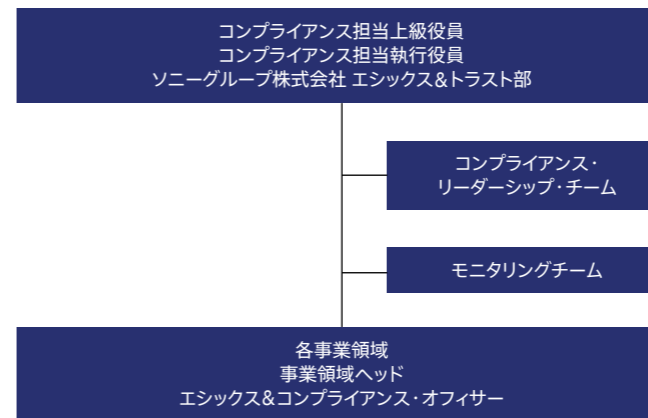 コンプライアンス担当上級役員
コンプライアンス担当執行役員
ソニーグループ株式会社 エシックス&トラスト部
コンプライアンス・
リーダーシップ・チーム
モニタリングチーム
各事業領域
事業領域ヘッド
エシックス&コンプライアンス・オフィサー